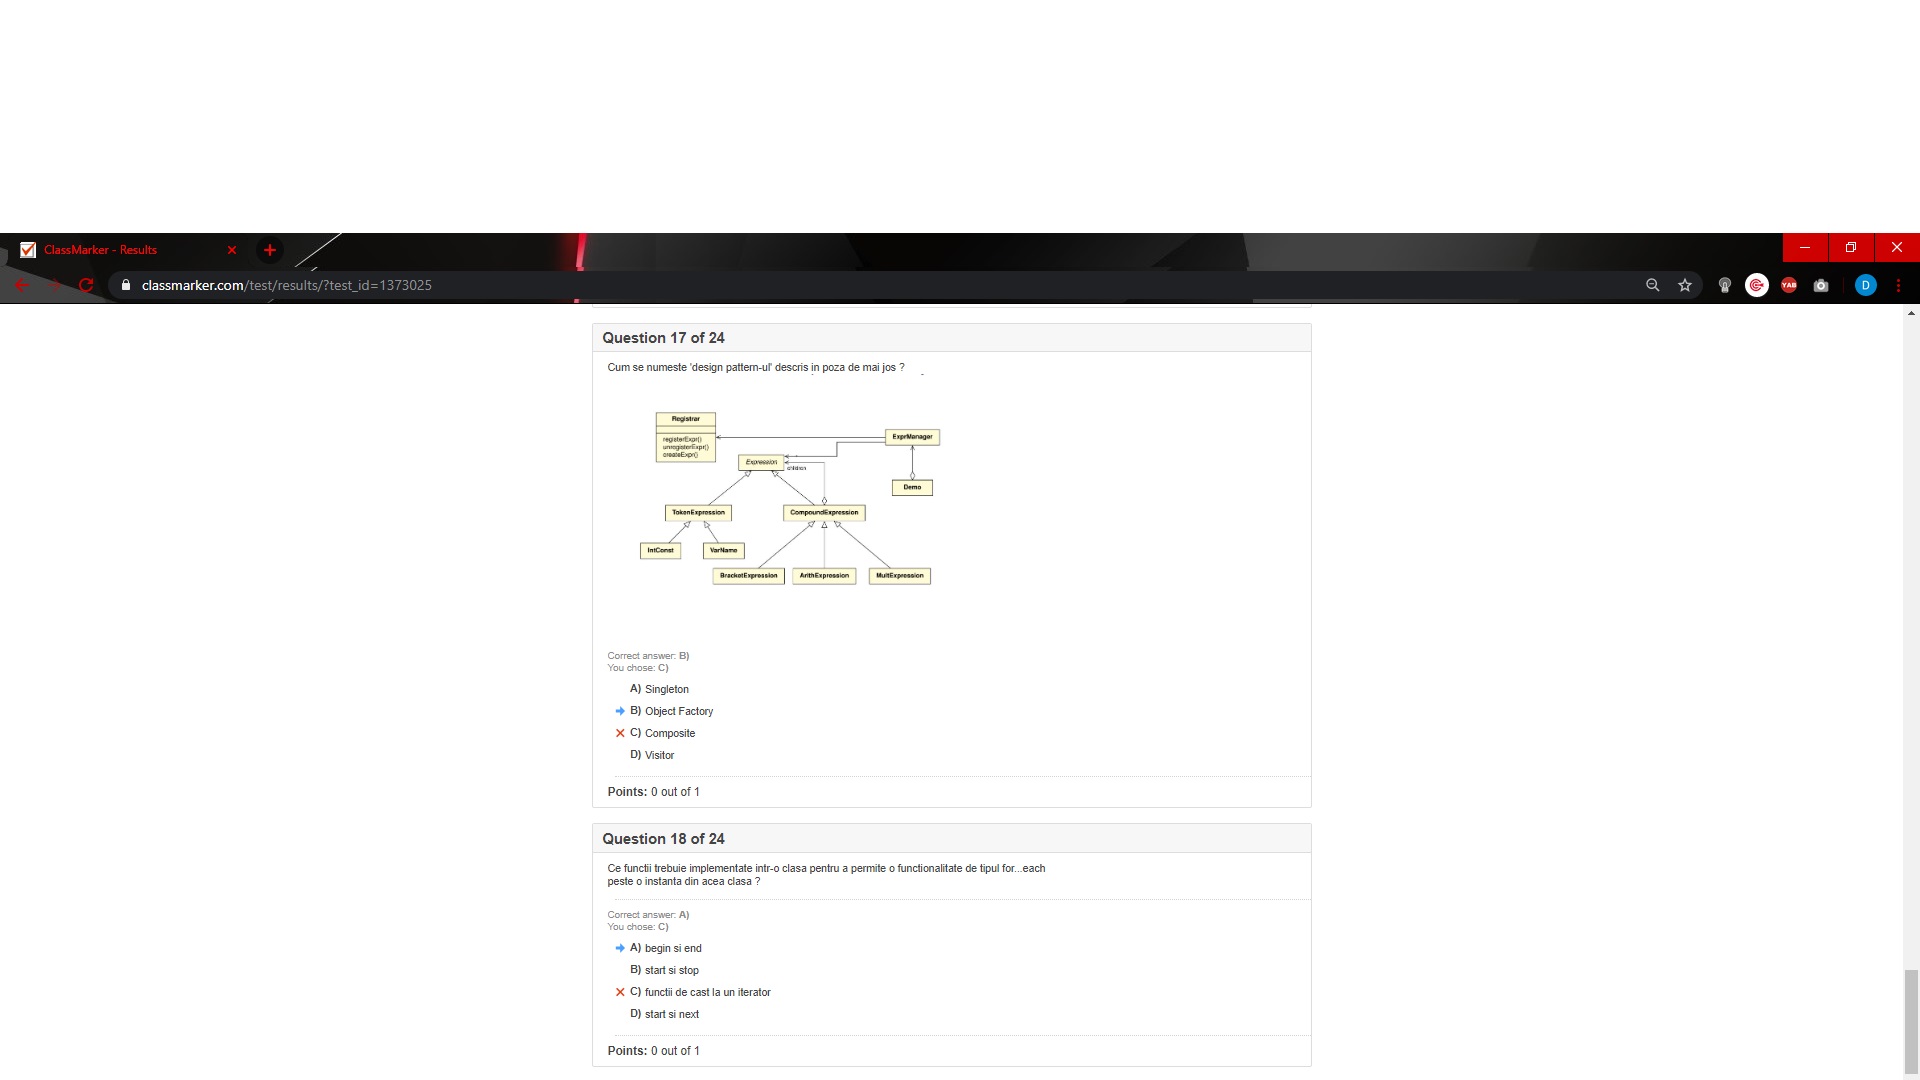 ClassMarker - Results
classmarker.com/test/results/?test_id=1373025
YAB
D
Question 17 of 24
Cum se numeste 'design pattern-ul' descris in poza de mai jos ?
Registrar
registerExpr()
unregisterExpr()
createExpr()
ExprManager
Expression
children
Demo
TokenExpression
CompoundExpression
IntConst
VarName
BracketExpression
ArithExpression
MultExpression
Correct answer: B)
You chose: C)
A) Singleton
B) Object Factory
C) Composite
D) Visitor
Points: 0 out of 1
Question 18 of 24
Ce functii trebuie implementate intr-o clasa pentru a permite o functionalitate de tipul for...each
peste o instanta din acea clasa ?
Correct answer: A)
You chose: C)
A) begin si end
B) start si stop
C) functii de cast la un iterator
D) start si next
Points: 0 out of 1